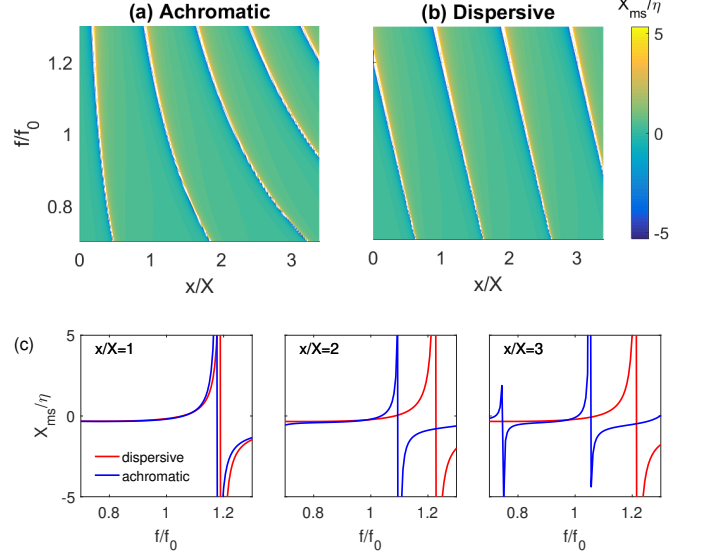 (a) Achromatic
(b) Dispersive
X_ms/η
f/f_0
1.2
1
0.8
0 1 2 3
x/X
0 1 2 3
x/X
5
0
-5
(c)
X_ms/η
5
0
-5
x/X=1
dispersive
achromatic
0.8 1 1.2
f/f_0
x/X=2
0.8 1 1.2
f/f_0
x/X=3
0.8 1 1.2
f/f_0